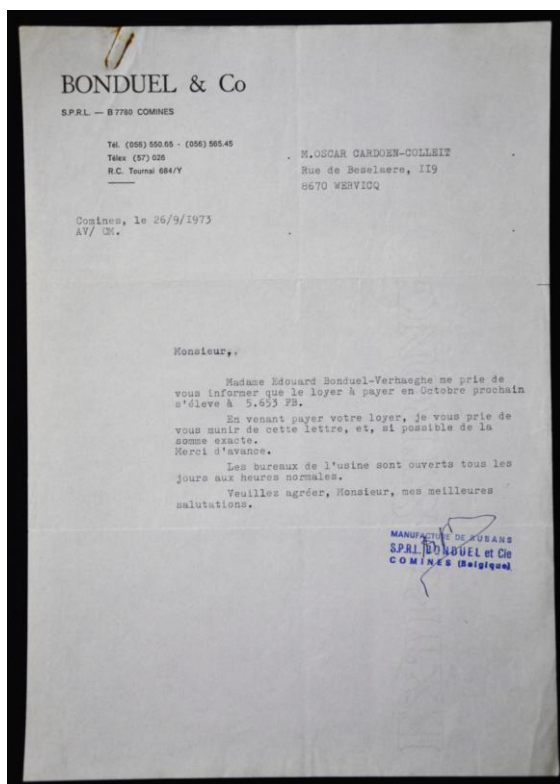 BONDUEL & Co
S.P.R.L. — B 7780 COMINES
Tél. (056) 550.65 - (056) 565.45
Télex (57) 026
R.C. Tournai 684/Y
M.OSCAR CARDOEN-COLLEIT
Rue de Beselaere, II9
8670 WERVICQ
Comines, le 26/9/I973
AV/ CM.
Monsieur,.
Madame Edouard Bonduel-Verhaeghe me prie de
vous informer que le loyer à payer en Octobre prochain
s'éleve à 5.653 FB.
En venant payer votre loyer, je vous prie de
vous munir de cette lettre, et, si possible de la
somme exacte.
Merci d'avance.
Les bureaux de l'usine sont ouverts tous les
jours aux heures normales.
Veuillez agréer, Monsieur, mes meilleures
salutations.
MANUFACTURE DE RUBANS
S.P.R.L. BONDUEL et Cie
COMINES (Belgique)